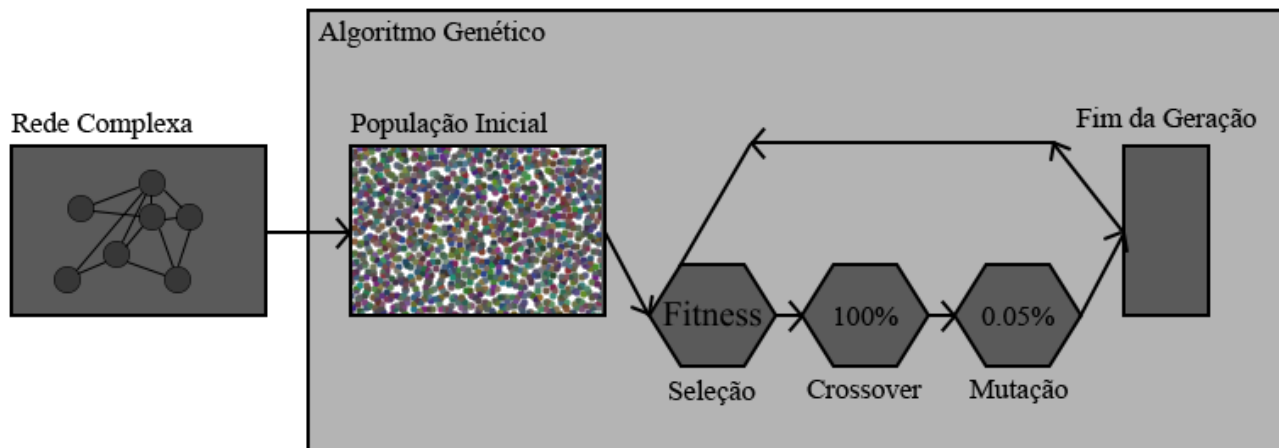 Algoritmo Genético
Rede Complexa
População Inicial
Fim da Geração
Fitness
100%
0.05%
Seleção
Crossover
Mutação